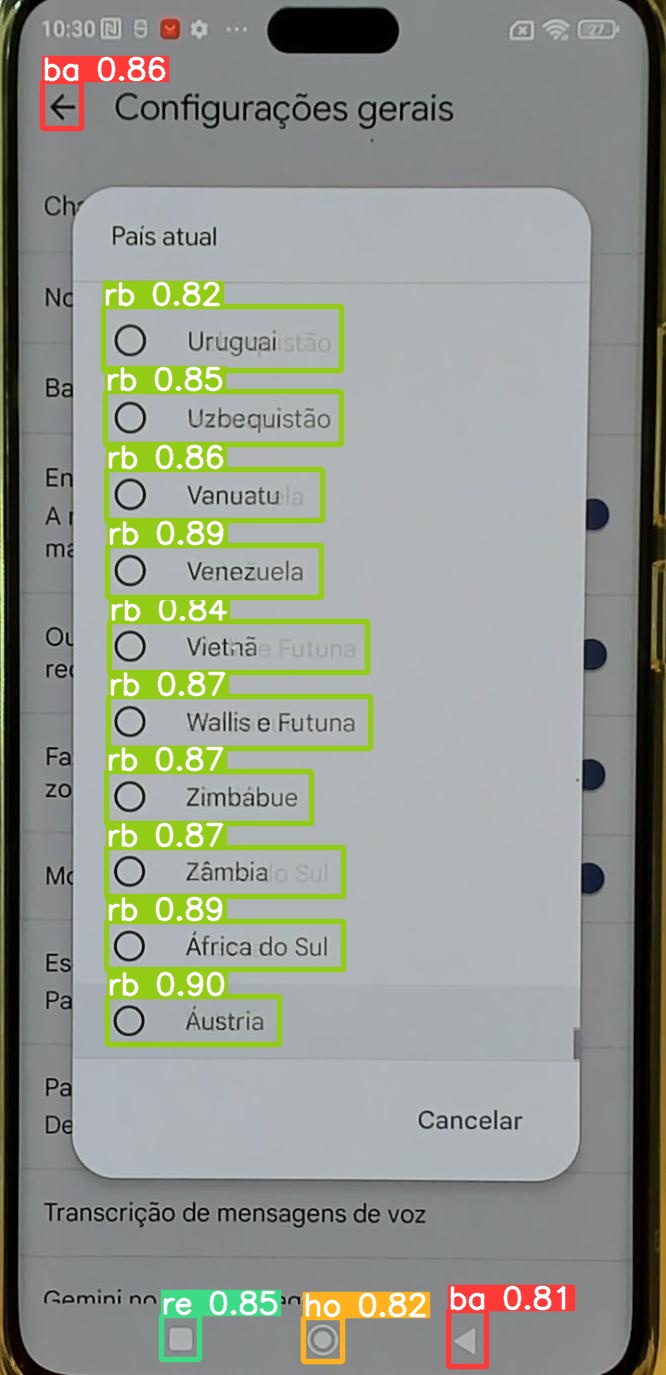 10:30 ... 27
ba 0.86
Configurações gerais
Ch
País atual
No
rb 0.82
Uruguai
rb 0.85
Ba
Uzbequistão
rb 0.86
En
Vanuatu
A r
rb 0.89
ma
Venezuela
rb 0.84
Ou
Vietnã
rec
rb 0.87
Wallis e Futuna
Fa
rb 0.87
zo
Zimbábue
rb 0.87
Mo
Zâmbia
rb 0.89
Es
África do Sul
rb 0.90
Pa
Áustria
Pa
De
Cancelar
Transcrição de mensagens de voz
Gemini no
re 0.85
ho 0.82
ba 0.81